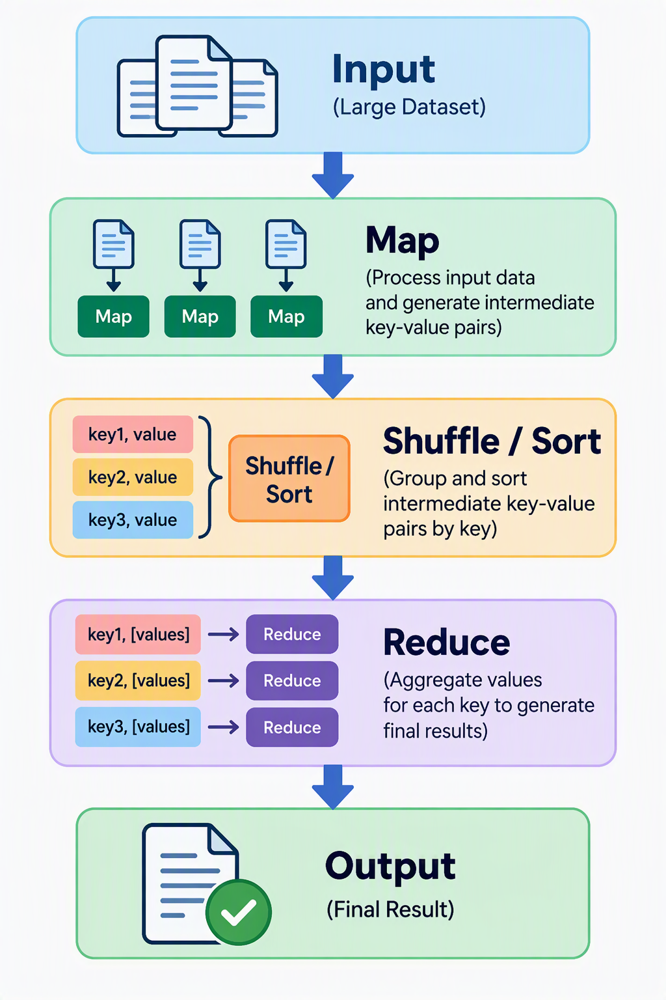 Input
(Large Dataset)
Map
Map
Map
Map
(Process input data
and generate intermediate
key-value pairs)
key1, value
key2, value
key3, value
Shuffle /
Sort
Shuffle / Sort
(Group and sort
intermediate key-value
pairs by key)
key1, [values]
Reduce
key2, [values]
Reduce
key3, [values]
Reduce
Reduce
(Aggregate values
for each key to generate
final results)
Output
(Final Result)